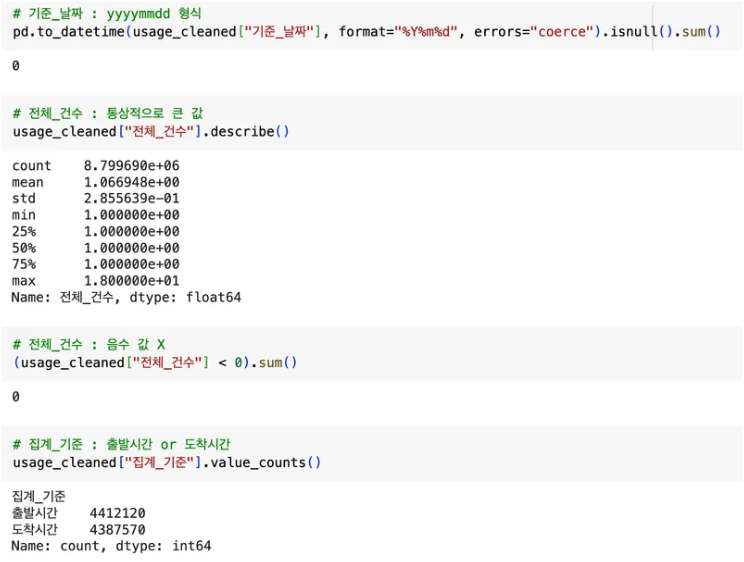 # 기준_날짜 : yyyymmdd 형식
pd.to_datetime(usage_cleaned["기준_날짜"], format="%Y%m%d", errors="coerce").isnull().sum()
0
# 전체_건수 : 통상적으로 큰 값
usage_cleaned["전체_건수"].describe()
count    8.799690e+06
mean     1.066948e+00
std      2.855639e-01
min      1.000000e+00
25%      1.000000e+00
50%      1.000000e+00
75%      1.000000e+00
max      1.800000e+01
Name: 전체_건수, dtype: float64
# 전체_건수 : 음수 값 X
(usage_cleaned["전체_건수"] < 0).sum()
0
# 집계_기준 : 출발시간 or 도착시간
usage_cleaned["집계_기준"].value_counts()
집계_기준
출발시간    4412120
도착시간    4387570
Name: count, dtype: int64